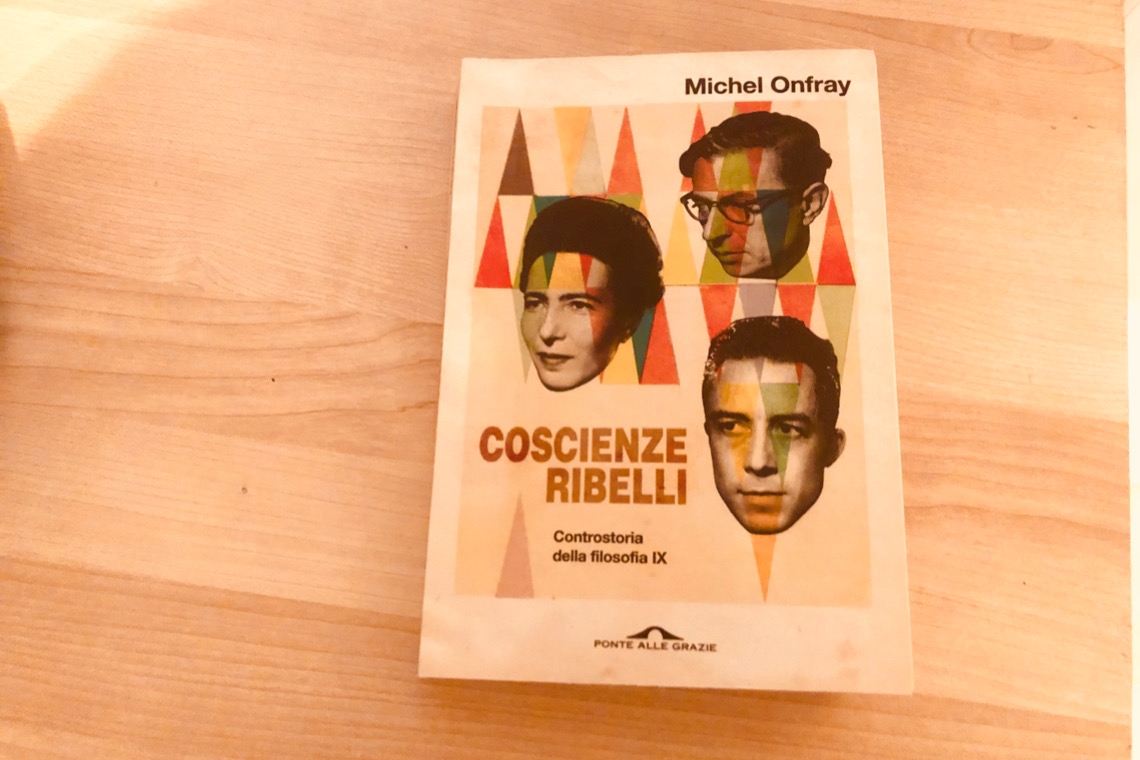 Michel Onfray
COSCIENZE
RIBELLI
Controstoria
della filosofia IX
PONTE ALLE GRAZIE